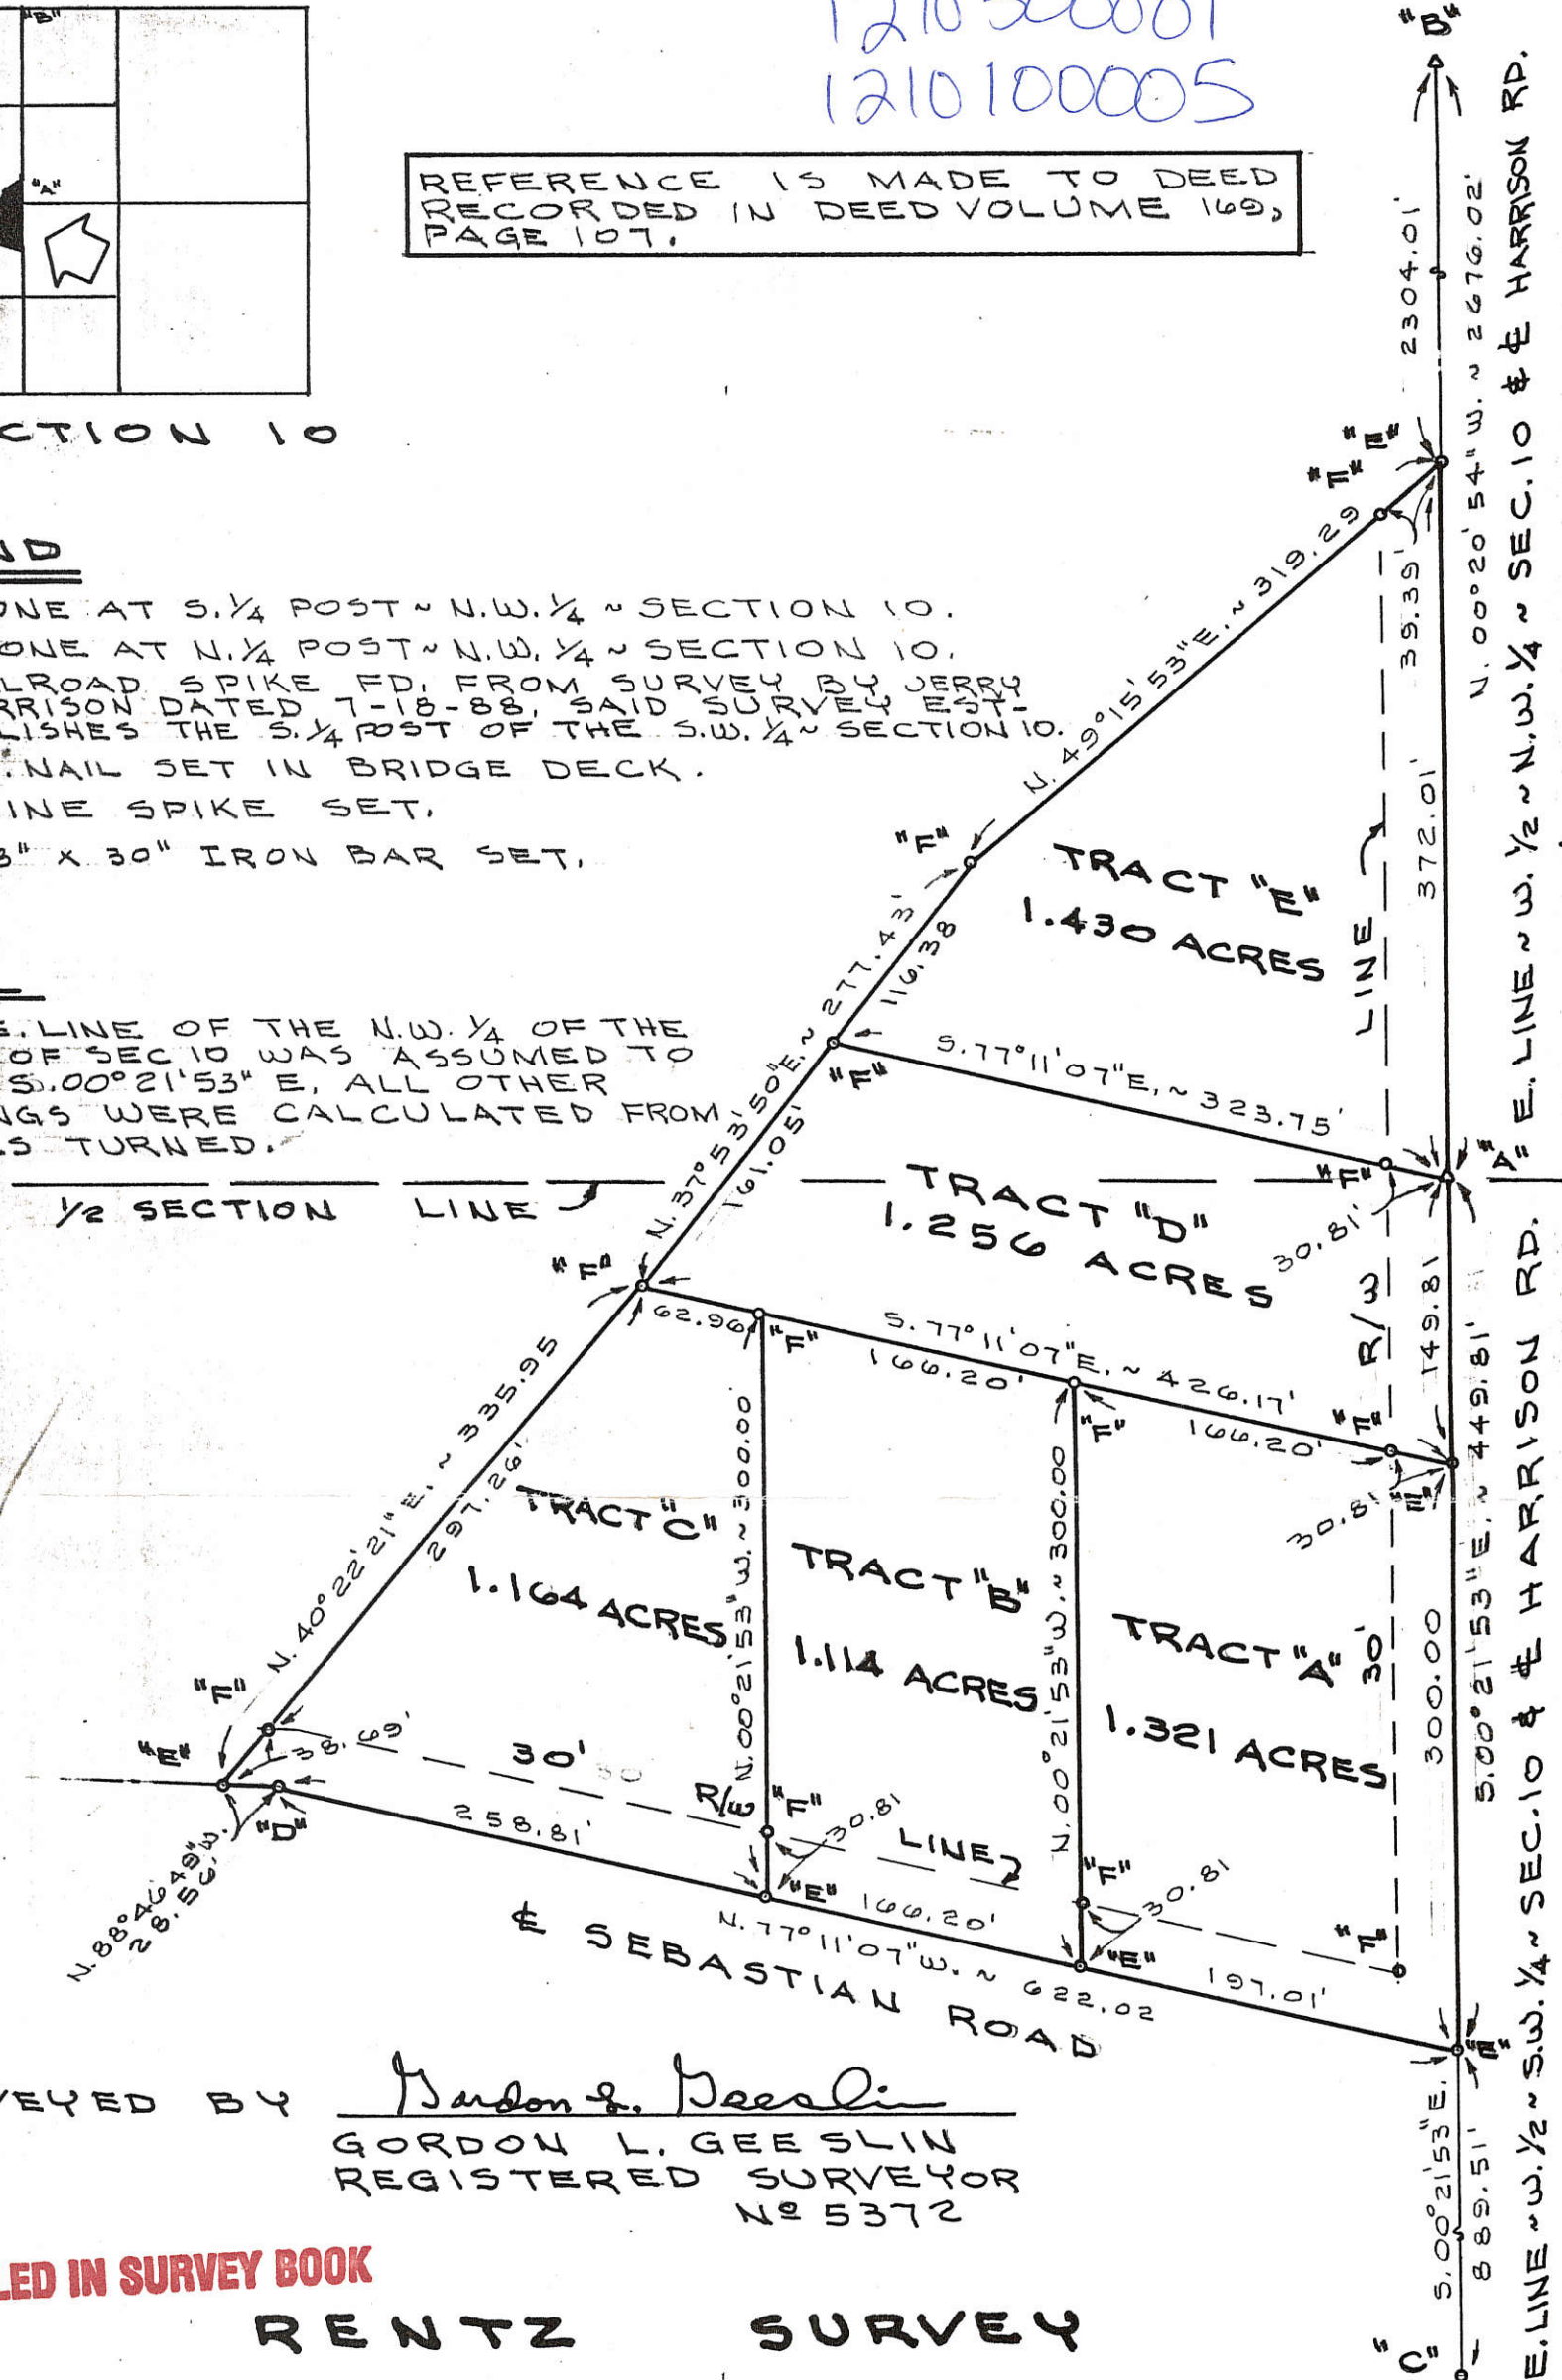 "B"
"A"
CTION 10
1210300001
1210100005
REFERENCE IS MADE TO DEED
RECORDED IN DEED VOLUME 169,
PAGE 107.
ND
ONE AT S.¼ POST ~ N.W.¼ ~ SECTION 10.
ONE AT N.¼ POST ~ N.W.¼ ~ SECTION 10.
LROAD SPIKE FD. FROM SURVEY BY JERRY
RRISON DATED 7-18-88, SAID SURVEY EST-
LISHES THE S.¼ POST OF THE S.W.¼ ~ SECTION 10.
. NAIL SET IN BRIDGE DECK.
INE SPIKE SET.
" X 30" IRON BAR SET.
E. LINE OF THE N.W.¼ OF THE
OF SEC 10 WAS ASSUMED TO
S.00°21'53" E, ALL OTHER
NGS WERE CALCULATED FROM
S TURNED.
½ SECTION LINE
"B"
2304.01'
N.00°20'54"W. ~ 2676.02'
E. LINE ~ W.½ ~ N.W.¼ ~ SEC.10 & ℄ HARRISON RD.
"E"
"F"
39.39'
N.49°15'53"E. ~ 319.29
372.01'
LINE
"F"
TRACT "E"
1.430 ACRES
N.37°53'50"E. ~ 277.43'
116.38
"F"
S.77°11'07"E. ~ 323.75'
"F"
"A"
161.05'
TRACT "D"
1.256 ACRES
30.81'
149.81
R/W
"F"
62.96
"F"
S.77°11'07"E. ~ 426.17'
166.20'
"F"
166.20'
"F"
30.81
"E"
N.40°22'21"E. ~ 335.95
297.26'
TRACT "C"
1.164 ACRES
N.00°21'53"W. ~ 300.00
TRACT "B"
1.114 ACRES
N.00°21'53"W. ~ 300.00
TRACT "A"
1.321 ACRES
30'
300.00
S.00°21'53"E. ~ 449.81'
E. LINE ~ W.½ ~ S.W.¼ ~ SEC.10 & ℄ HARRISON RD.
"F"
"E"
38.69'
30'
"D"
N.88°46'49"W.
28.56'
258.81'
R/W
"F"
30.81
LINE
"E"
166.20'
"F"
30.81
"E"
"F"
197.01'
"E"
N.77°11'07"W. ~ 622.02
℄ SEBASTIAN ROAD
S.00°21'53"E.
889.51'
"C"
VEYED BY Gordon L. Geeslin
GORDON L. GEESLIN
REGISTERED SURVEYOR
Nº 5372
LED IN SURVEY BOOK
RENTZ SURVEY